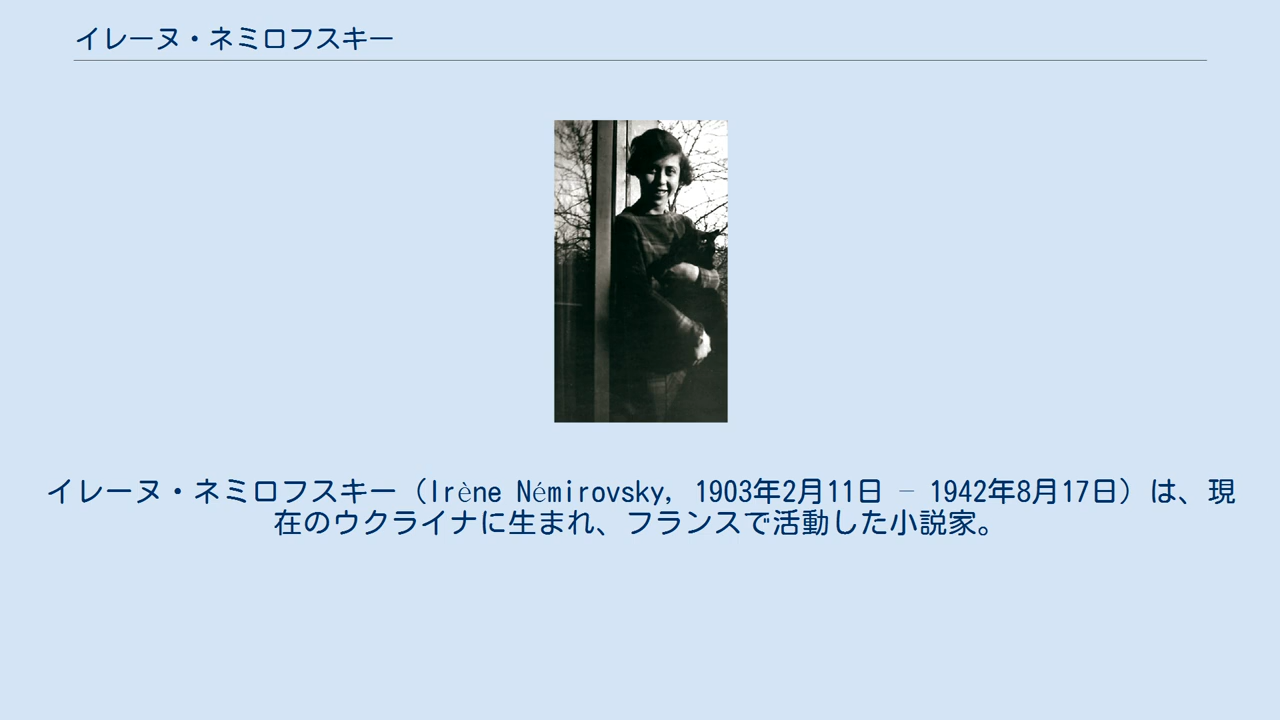 イレーヌ・ネミロフスキー
イレーヌ・ネミロフスキー（Irène Némirovsky, 1903年2月11日 – 1942年8月17日）は、現
在のウクライナに生まれ、フランスで活動した小説家。